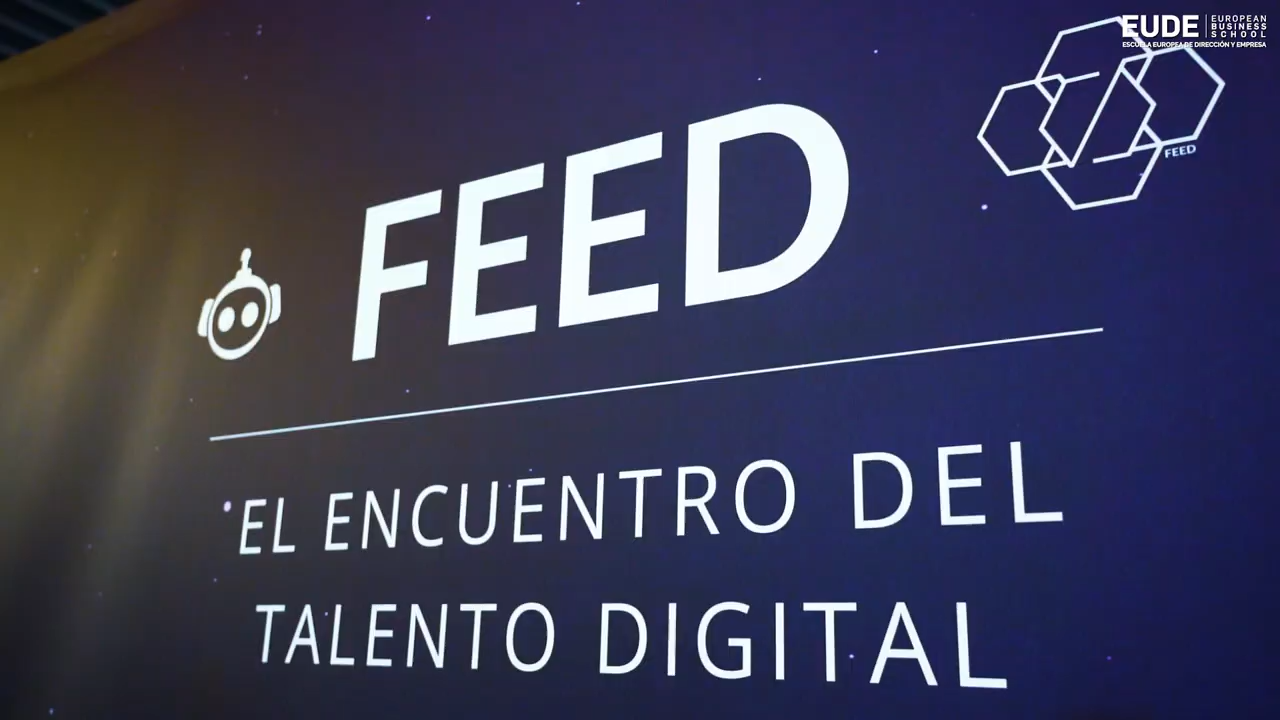 EUDE EUROPEAN
BUSINESS
SCHOOL
ESCUELA EUROPEA DE DIRECCIÓN Y EMPRESA
FEED
FEED
EL ENCUENTRO DEL
TALENTO DIGITAL